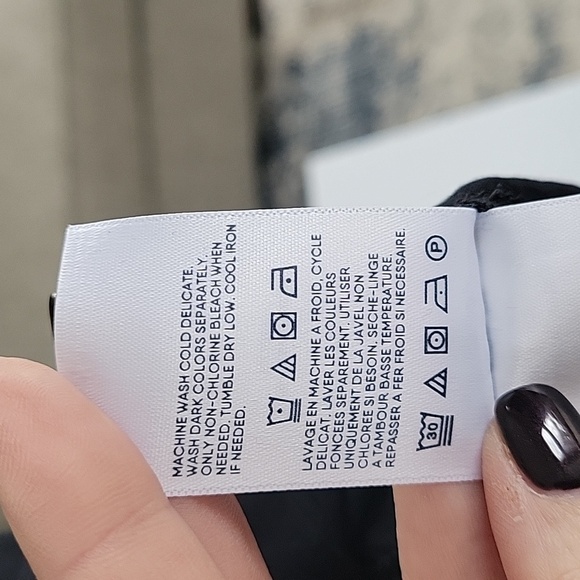 MACHINE WASH COLD DELICATE.
WASH DARK COLORS SEPARATELY.
ONLY NON-CHLORINE BLEACH WHEN
NEEDED. TUMBLE DRY LOW. COOL IRON
IF NEEDED.
LAVAGE EN MACHINE A FROID, CYCLE
DELICAT. LAVER LES COULEURS
FONCÉES SEPAREMENT. UTILISER
UNIQUEMENT DE LA JAVEL NON
CHLOREE SI BESOIN. SECHE-LINGE
A TAMBOUR BASSE TEMPERATURE.
REPASSER A FER FROID SI NECESSAIRE.
30 P